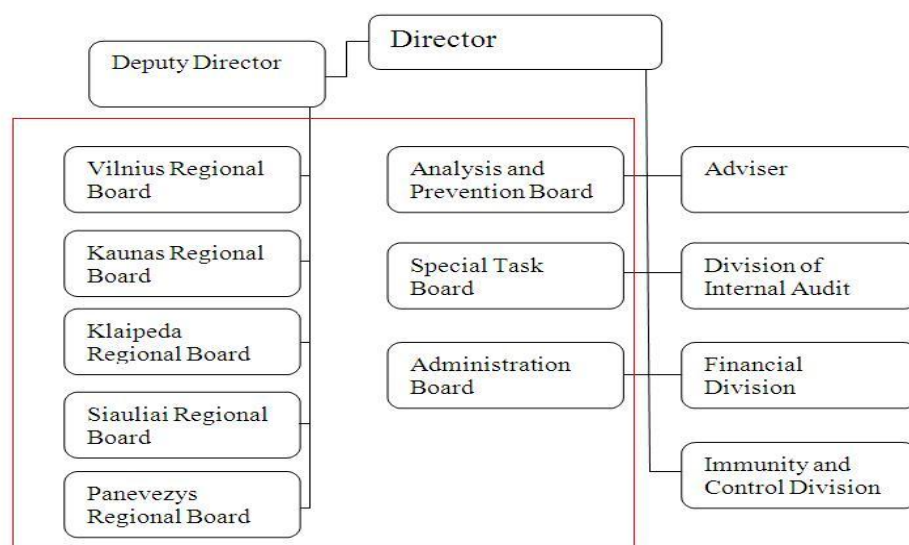 Director
Deputy Director
Vilnius Regional
Board
Kaunas Regional
Board
Klaipeda
Regional Board
Siauliai Regional
Board
Panevezys
Regional Board
Analysis and
Prevention Board
Special Task
Board
Administration
Board
Adviser
Division of
Internal Audit
Financial
Division
Immunity and
Control Division